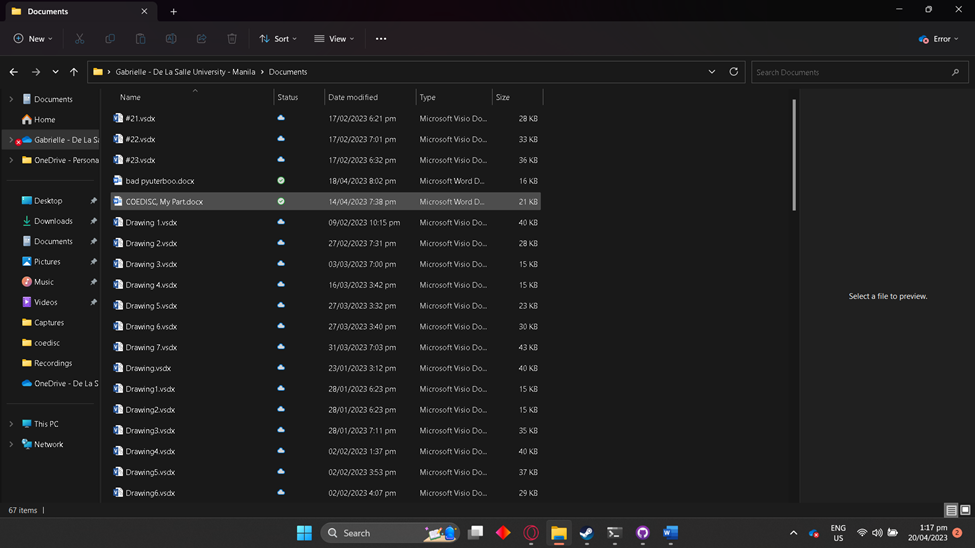 Documents
New
Sort
View
Error
Gabrielle - De La Salle University - Manila > Documents
Search Documents
Documents
Home
Gabrielle - De La Sa
OneDrive - Persona
Desktop
Downloads
Documents
Pictures
Music
Videos
Captures
coedisc
Recordings
OneDrive - De La S
This PC
Network
Name Status Date modified Type Size
#21.vsdx 17/02/2023 6:21 pm Microsoft Visio Do... 28 KB
#22.vsdx 17/02/2023 7:01 pm Microsoft Visio Do... 33 KB
#23.vsdx 17/02/2023 6:32 pm Microsoft Visio Do... 36 KB
bad pyuterboo.docx 18/04/2023 8:02 pm Microsoft Word D... 16 KB
COEDISC, My Part.docx 14/04/2023 7:38 pm Microsoft Word D... 21 KB
Drawing 1.vsdx 09/02/2023 10:15 pm Microsoft Visio Do... 40 KB
Drawing 2.vsdx 27/02/2023 7:31 pm Microsoft Visio Do... 28 KB
Drawing 3.vsdx 03/03/2023 7:00 pm Microsoft Visio Do... 15 KB
Drawing 4.vsdx 16/03/2023 3:42 pm Microsoft Visio Do... 15 KB
Drawing 5.vsdx 27/03/2023 3:32 pm Microsoft Visio Do... 23 KB
Drawing 6.vsdx 27/03/2023 3:40 pm Microsoft Visio Do... 30 KB
Drawing 7.vsdx 31/03/2023 7:03 pm Microsoft Visio Do... 43 KB
Drawing.vsdx 23/01/2023 3:12 pm Microsoft Visio Do... 40 KB
Drawing1.vsdx 28/01/2023 6:23 pm Microsoft Visio Do... 15 KB
Drawing2.vsdx 28/01/2023 6:23 pm Microsoft Visio Do... 15 KB
Drawing3.vsdx 28/01/2023 7:11 pm Microsoft Visio Do... 35 KB
Drawing4.vsdx 02/02/2023 1:37 pm Microsoft Visio Do... 40 KB
Drawing5.vsdx 02/02/2023 3:53 pm Microsoft Visio Do... 37 KB
Drawing6.vsdx 02/02/2023 4:07 pm Microsoft Visio Do... 29 KB
Select a file to preview.
67 items
Search
ENG
US
1:17 pm
20/04/2023
2